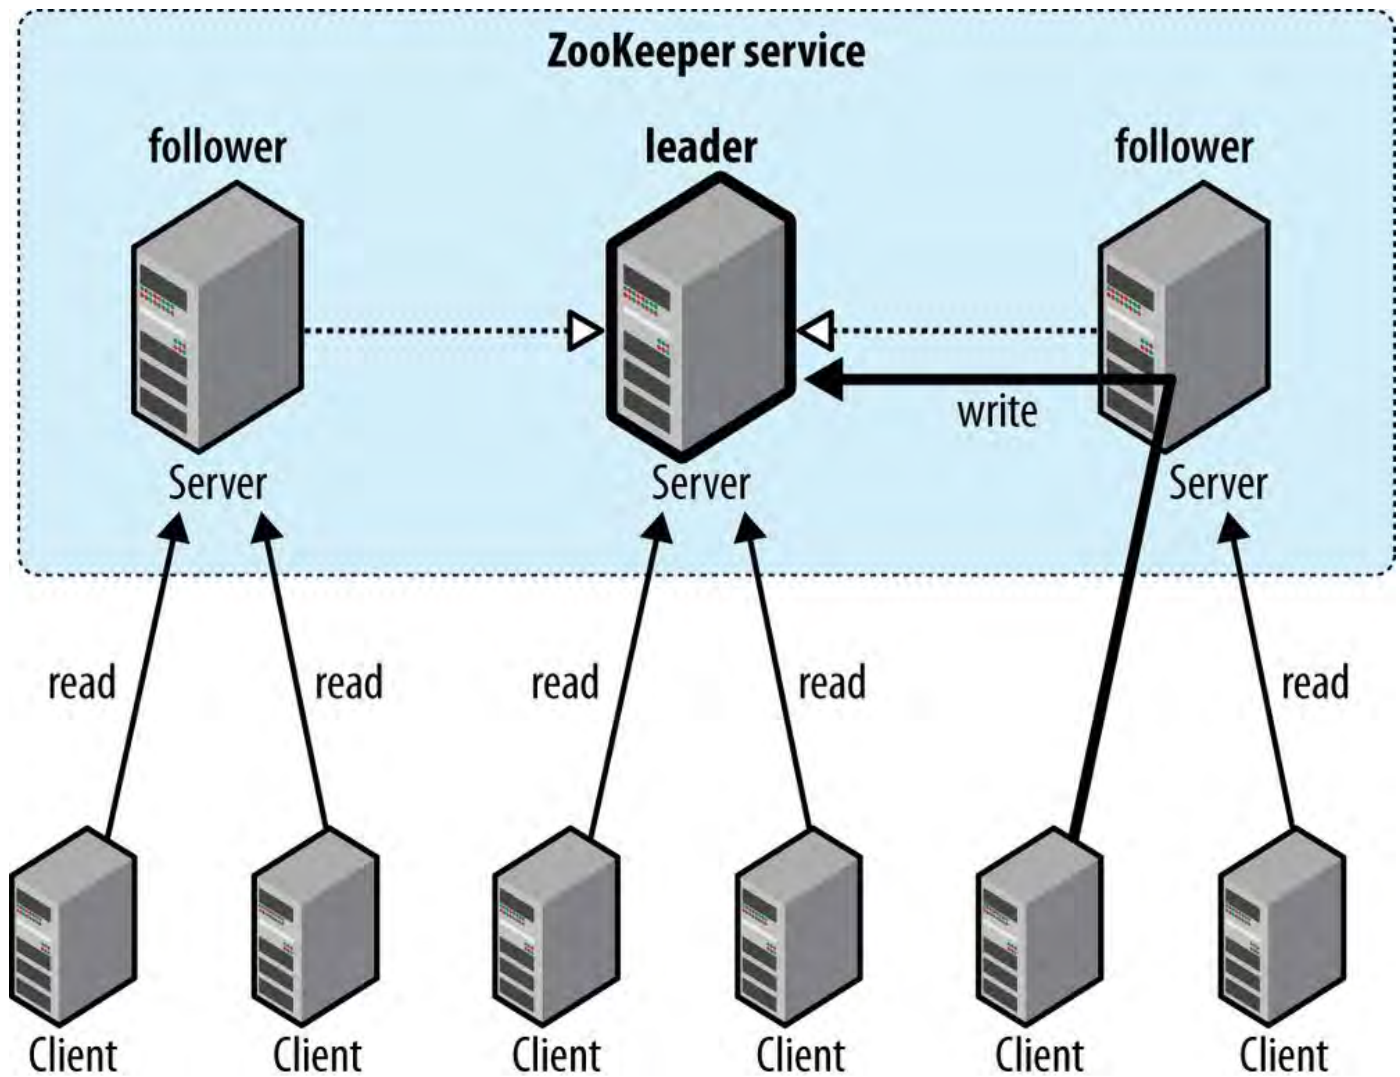 ZooKeeper service
follower
leader
follower
write
Server
Server
Server
read
read
read
read
read
Client
Client
Client
Client
Client
Client